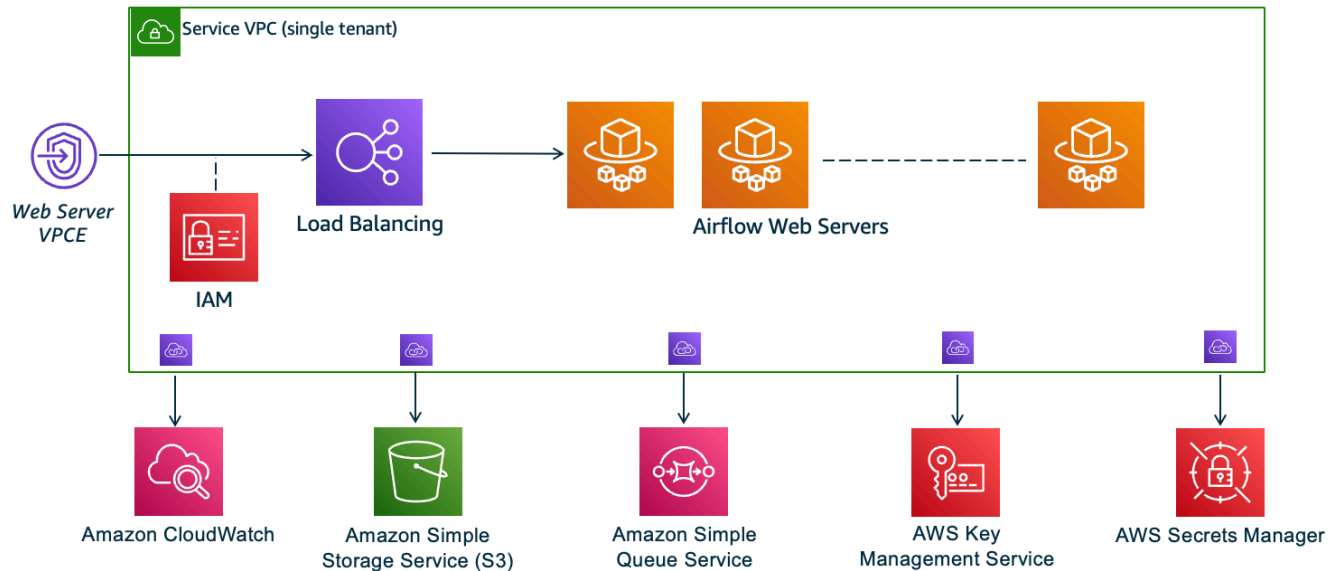 Service VPC (single tenant)
Web Server
VPCE
IAM
Load Balancing
Airflow Web Servers
Amazon CloudWatch
Amazon Simple
Storage Service (S3)
Amazon Simple
Queue Service
AWS Key
Management Service
AWS Secrets Manager